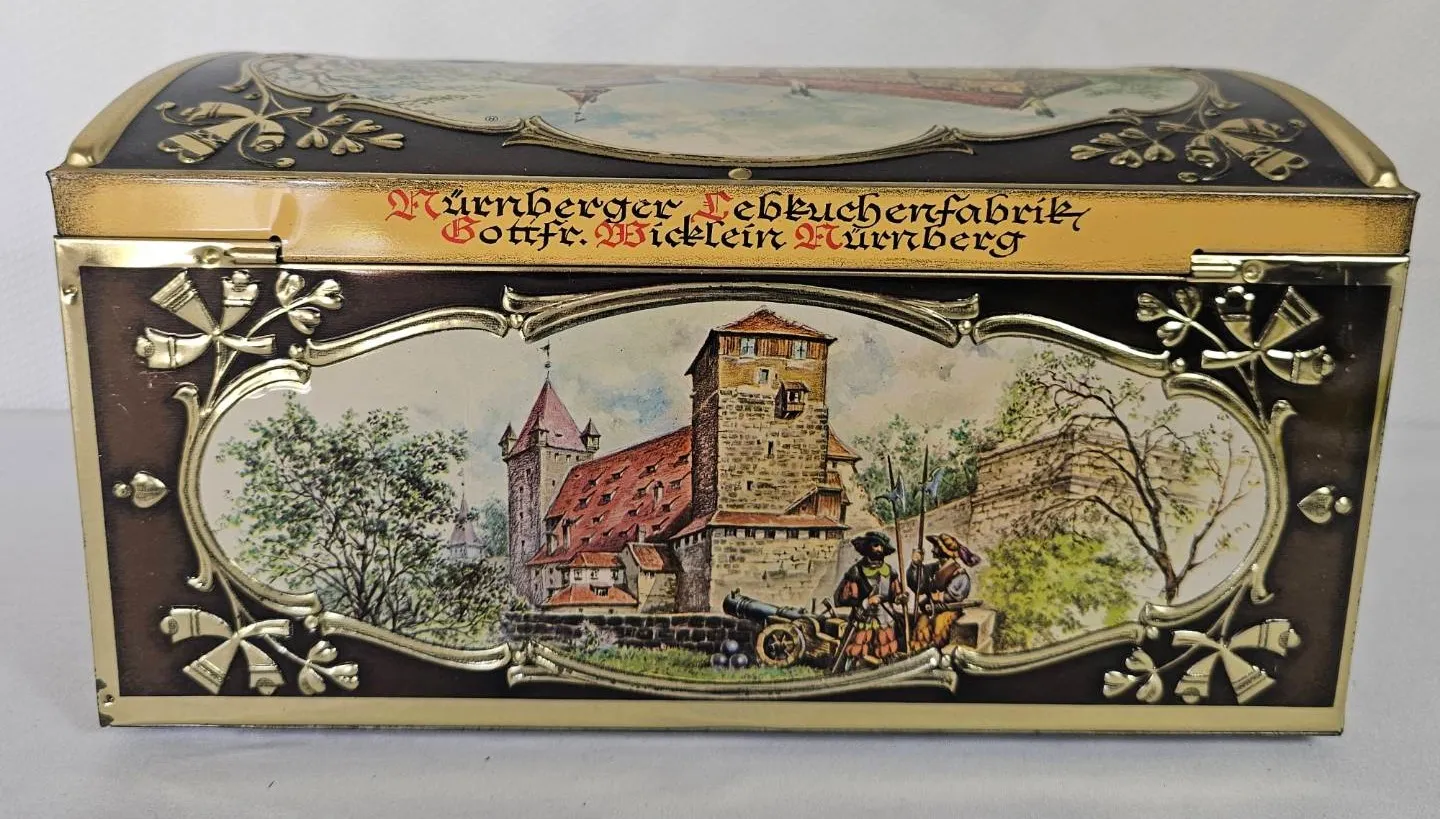 Nürnberger Lebkuchenfabrik,
Gottfr. Wicklein Nürnberg